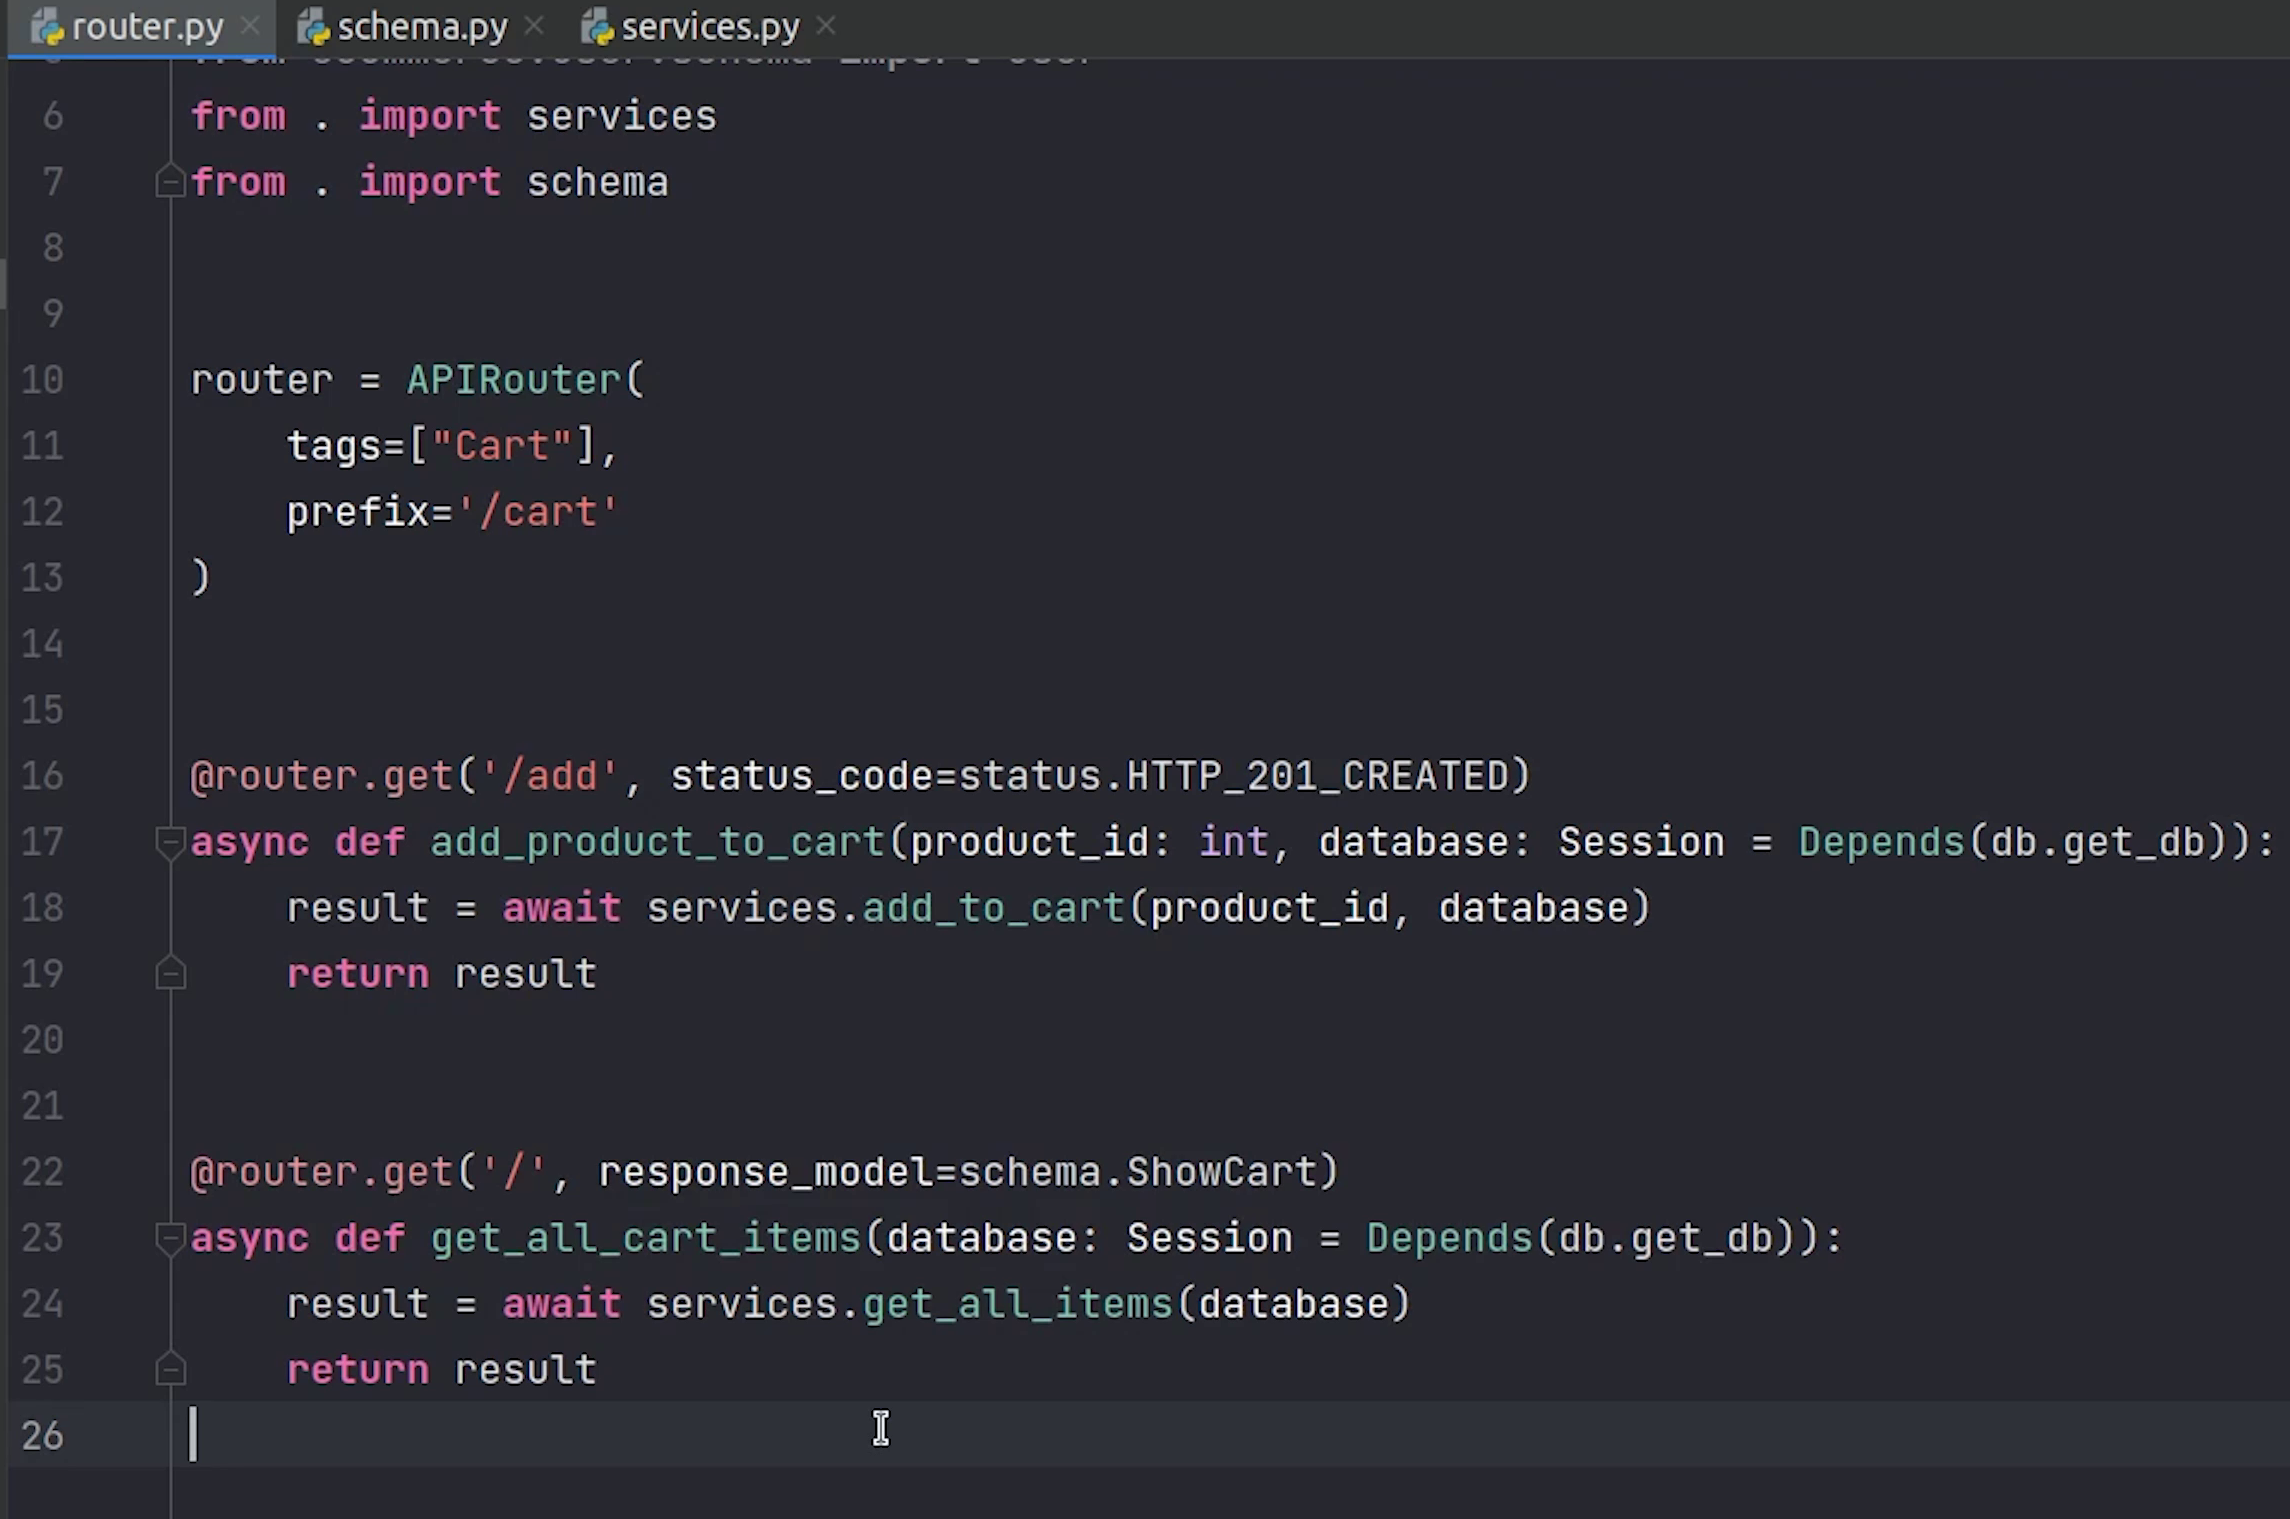 router.py schema.py services.py
import
6 from . import services
7 from . import schema
8
9
10 router = APIRouter(
11     tags=["Cart"],
12     prefix='/cart'
13 )
14
15
16 @router.get('/add', status_code=status.HTTP_201_CREATED)
17 async def add_product_to_cart(product_id: int, database: Session = Depends(db.get_db)):
18     result = await services.add_to_cart(product_id, database)
19     return result
20
21
22 @router.get('/', response_model=schema.ShowCart)
23 async def get_all_cart_items(database: Session = Depends(db.get_db)):
24     result = await services.get_all_items(database)
25     return result
26